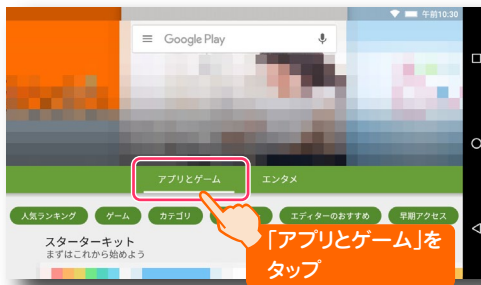 午前10:30
Google Play
アプリとゲーム
エンタメ
人気ランキング
ゲーム
カテゴリ
エディターのおすすめ
早期アクセス
スターターキット
まずはこれから始めよう
「アプリとゲーム」を
タップ